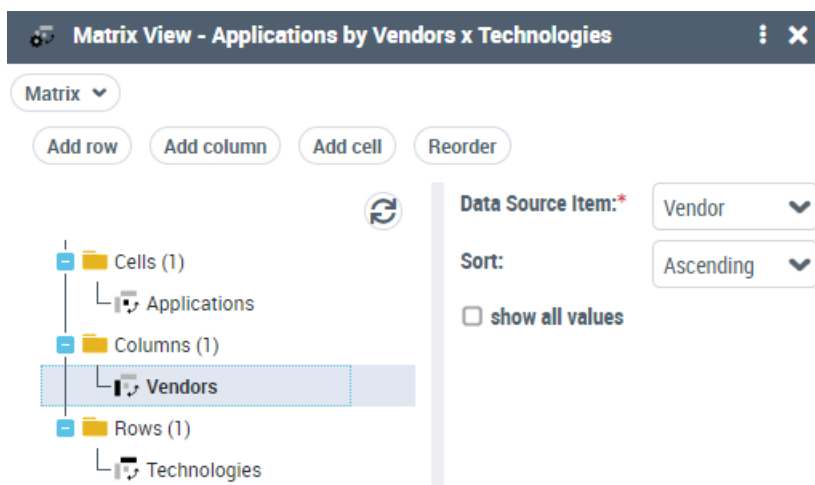 Matrix View - Applications by Vendors x Technologies
Matrix
Add row Add column Add cell Reorder
Data Source Item:* Vendor
Cells (1)
Sort: Ascending
Applications
show all values
Columns (1)
Vendors
Rows (1)
Technologies